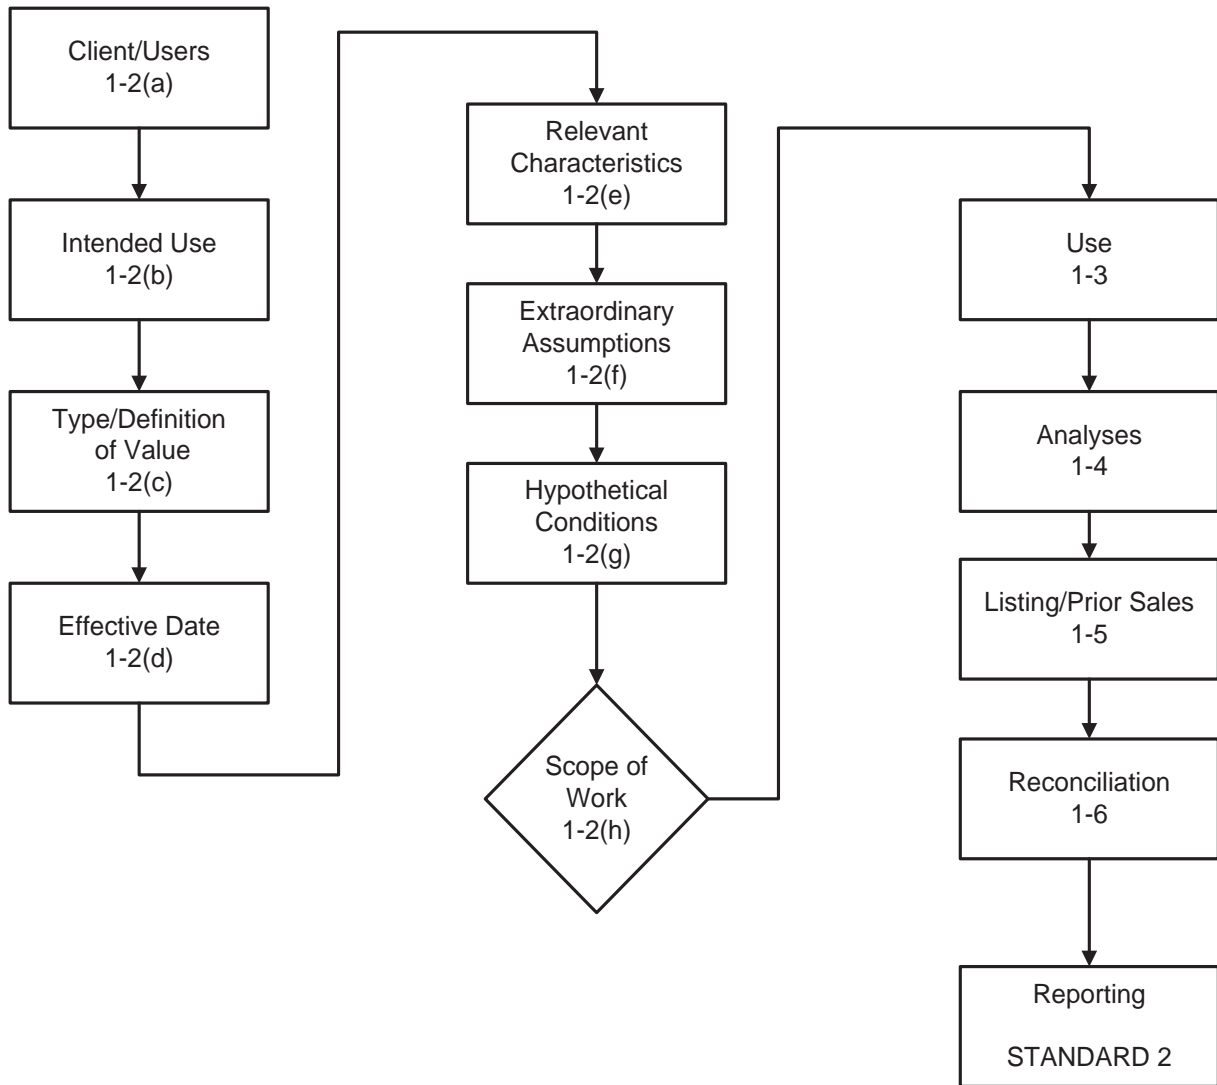 Client/Users
1-2(a)
Intended Use
1-2(b)
Type/Definition
of Value
1-2(c)
Effective Date
1-2(d)
Relevant
Characteristics
1-2(e)
Extraordinary
Assumptions
1-2(f)
Hypothetical
Conditions
1-2(g)
Scope of
Work
1-2(h)
Use
1-3
Analyses
1-4
Listing/Prior Sales
1-5
Reconciliation
1-6
Reporting
STANDARD 2